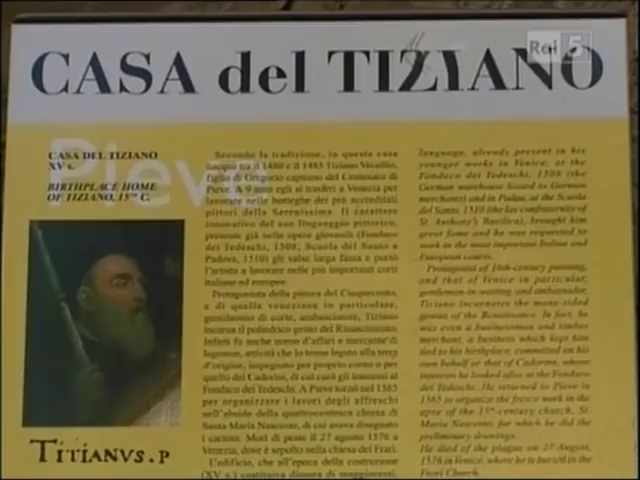 CASA del TIZIANO
Rai 5
Pieve
CASA DEL TIZIANO
XV s.
BIRTHPLACE HOME
OF TIZIANO, 15TH C.
TITIANVS.P
Secondo la tradizione, in questa casa
nacque tra il 1480 e il 1485 Tiziano Vecellio,
figlio di Gregorio capitano del Centenaro di
Pieve. A 9 anni egli si trasferì a Venezia per
lavorare nelle botteghe dei più accreditati
pittori della Serenissima. Il carattere
innovativo del suo linguaggio pittorico,
presente già nelle opere giovanili (Fondaco
dei Tedeschi, 1508; Scuola del Santo a
Padova, 1510) gli valse larga fama e portò
l'artista a lavorare nelle più importanti corti
italiane ed europee.
Protagonista della pittura del Cinquecento,
e di quella veneziana in particolare,
gentiluomo di corte, ambasciatore, Tiziano
incarna il poliedrico genio del Rinascimento.
Infatti fu anche uomo d'affari e mercante di
legname, attività che lo tenne legato alla terra
d'origine, impegnato per proprio conto o per
quello dei Cadorini, di cui curò gli interessi al
Fondaco dei Tedeschi. A Pieve tornò nel 1565
per organizzare i lavori degli affreschi
nell'abside della quattrocentesca chiesa di
Santa Maria Nascente, di cui aveva disegnato
i cartoni. Morì di peste il 27 agosto 1576 a
Venezia, dove è sepolto nella chiesa dei Frari.
L'edificio, che all'epoca della costruzione
(XV s.) costituiva dimora di maggiorenti,
language, already present in his
younger works in Venice, at the
Fondaco dei Tedeschi, 1508 (the
German warehouse leased to German
merchants) and in Padua, at the Scuola
del Santo, 1510 (the lay confraternity of
St. Anthony's Basilica), brought him
great fame and he was requested to
work in the most important Italian and
European courts.
Protagonist of 16th-century painting,
and that of Venice in particular,
gentleman-in-waiting, and ambassador,
Tiziano incarnates the many-sided
genius of the Renaissance. In fact, he
was even a businessman and timber
merchant, a business which kept him
tied to his birthplace, committed on his
own behalf or that of Cadorins, whose
interests he looked after at the Fondaco
dei Tedeschi. He returned to Pieve in
1565 to organize the fresco work in the
apse of the 15th-century church, St.
Maria Nascente, for which he did the
preliminary drawings.
He died of the plague on 27 August,
1576 in Venice, where he is buried in the
Frari Church.